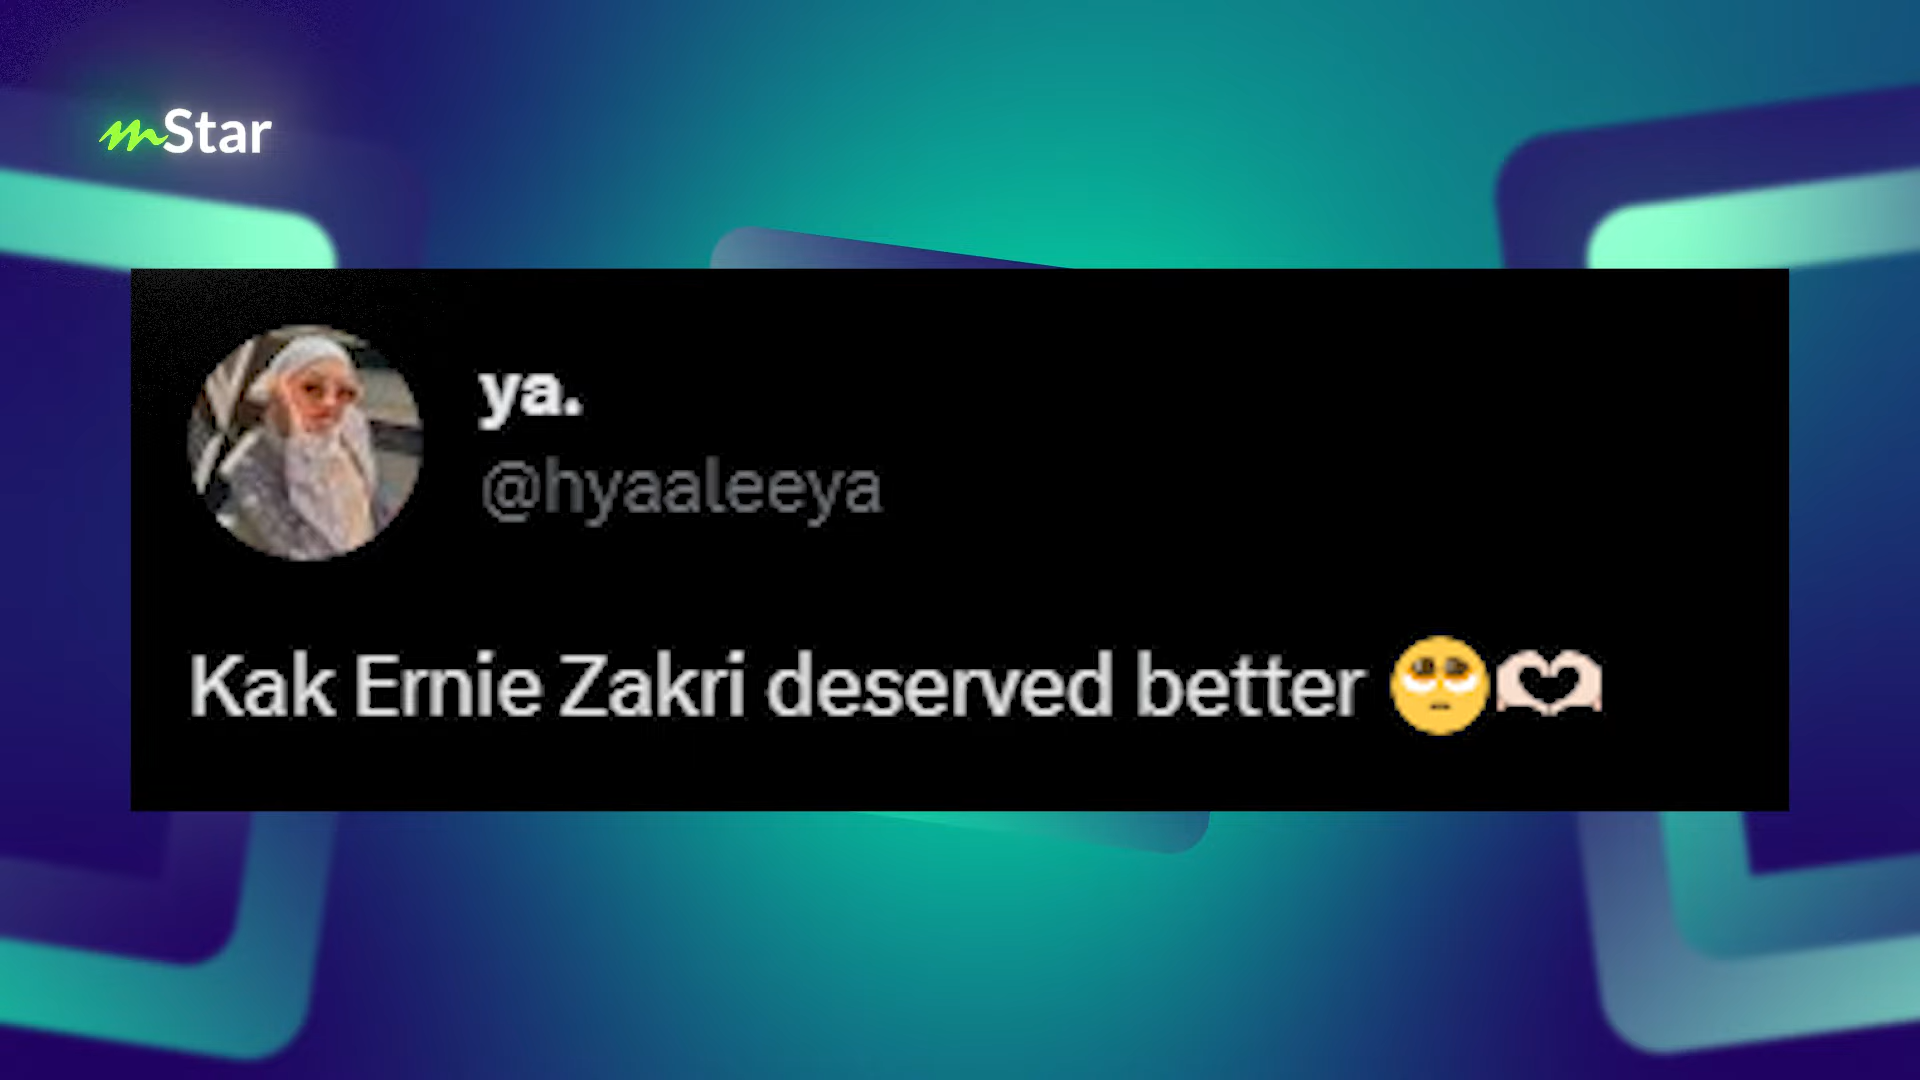 mStar
ya.
@hyaaleeya
Kak Ernie Zakri deserved better 🥺🫶🏻